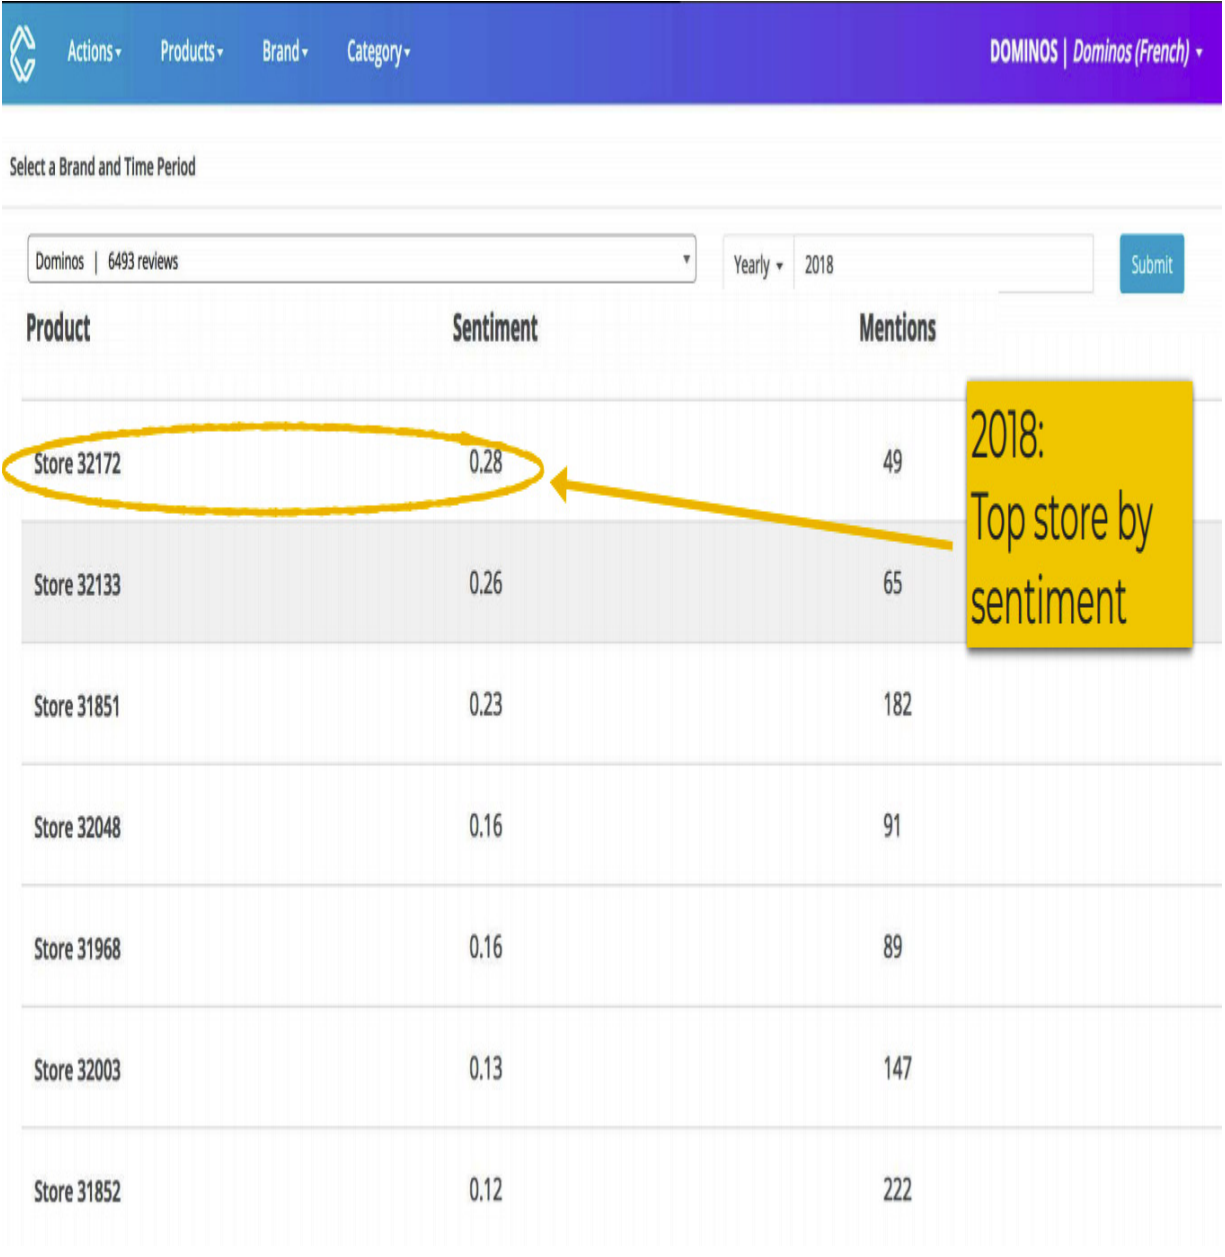 Actions Products Brand Category DOMINOS | Dominos (French)
Select a Brand and Time Period
Dominos | 6493 reviews Yearly 2018 Submit
Product Sentiment Mentions
Store 32172 0.28 49
Store 32133 0.26 65
Store 31851 0.23 182
Store 32048 0.16 91
Store 31968 0.16 89
Store 32003 0.13 147
Store 31852 0.12 222
2018:
Top store by
sentiment